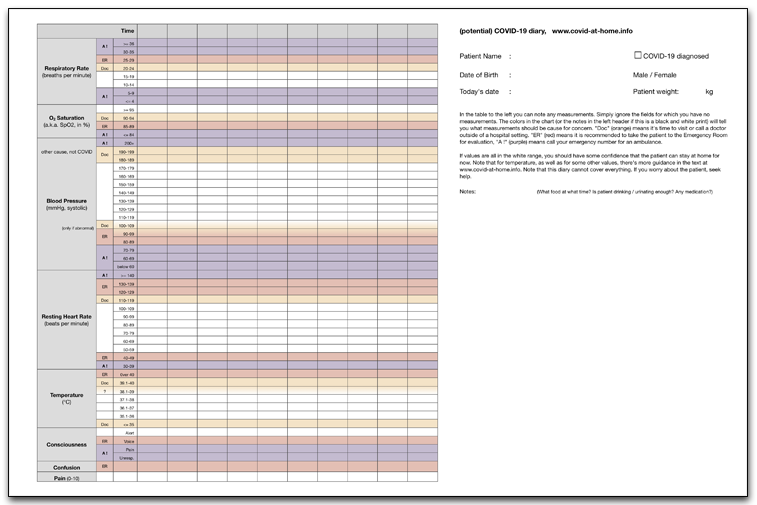 Time
Respiratory Rate
(breaths per minute)
A !
ER
25-29
Doc
20-24
15-19
10-14
A !
O₂ Saturation
(a.k.a. SpO2, in %)
Doc
90-94
ER
85-89
A !
<= 84
other cause, not COVID
A !
200+
Doc
190-199
180-189
170-179
160-169
150-159
140-149
130-139
120-129
110-119
Blood Pressure
(mmHg, systolic)
(only if abnormal)
Doc
100-109
ER
90-99
80-89
A !
70-79
60-69
below 60
Resting Heart Rate
(beats per minute)
A !
>= 140
ER
130-139
120-129
Doc
110-119
100-109
90-99
80-89
70-79
60-69
50-59
ER
40-49
A !
30-39
Temperature
(°C)
ER
Over 40
Doc
39.1-40
?
38.1-39
37.1-38
36.1-37
35.1-36
Doc
<= 35
Consciousness
Alert
ER
Voice
A !
Pain
Unresp.
Confusion
ER
Pain (0-10)
(potential) COVID-19 diary, www.covid-at-home.info
Patient Name :
☐ COVID-19 diagnosed
Date of Birth :
Male / Female
Today's date :
Patient weight: kg
In the table to the left you can note any measurements. Simply ignore the fields for which you have no
measurements. The colors in the chart (or the notes in the left header if this is a black and white print) will tell
you what measurements should be cause for concern. "Doc" (orange) means it's time to visit or call a doctor
outside of a hospital setting, "ER" (red) means it is recommended to take the patient to the Emergency Room
for evaluation, "A !" (purple) means call your emergency number for an ambulance.
If values are all in the white range, you should have some confidence that the patient can stay at home for
now. Note that for temperature, as well as for some other values, there's more guidance in the text at
www.covid-at-home.info. Note that this diary cannot cover everything. If you worry about the patient, seek
help.
Notes:
(What food at what time? Is patient drinking / urinating enough? Any medication?)